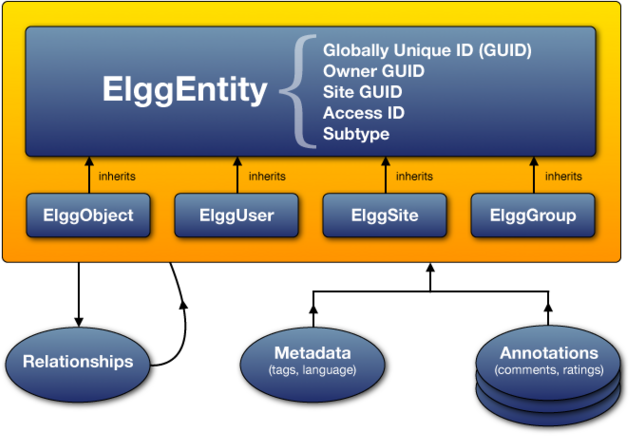 ElggEntity
Globally Unique ID (GUID)
Owner GUID
Site GUID
Access ID
Subtype
inherits
inherits
inherits
inherits
ElggObject
ElggUser
ElggSite
ElggGroup
Relationships
Metadata
(tags, language)
Annotations
(comments, ratings)